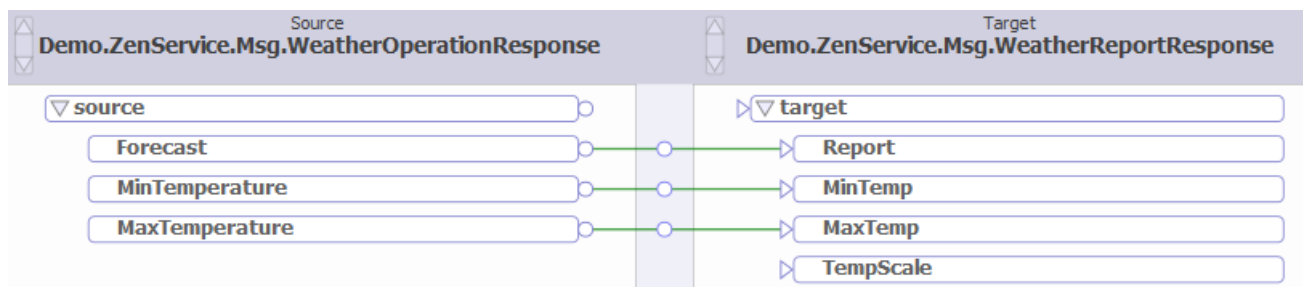 Source
Demo.ZenService.Msg.WeatherOperationResponse
Target
Demo.ZenService.Msg.WeatherReportResponse
source
target
Forecast
Report
MinTemperature
MinTemp
MaxTemperature
MaxTemp
TempScale